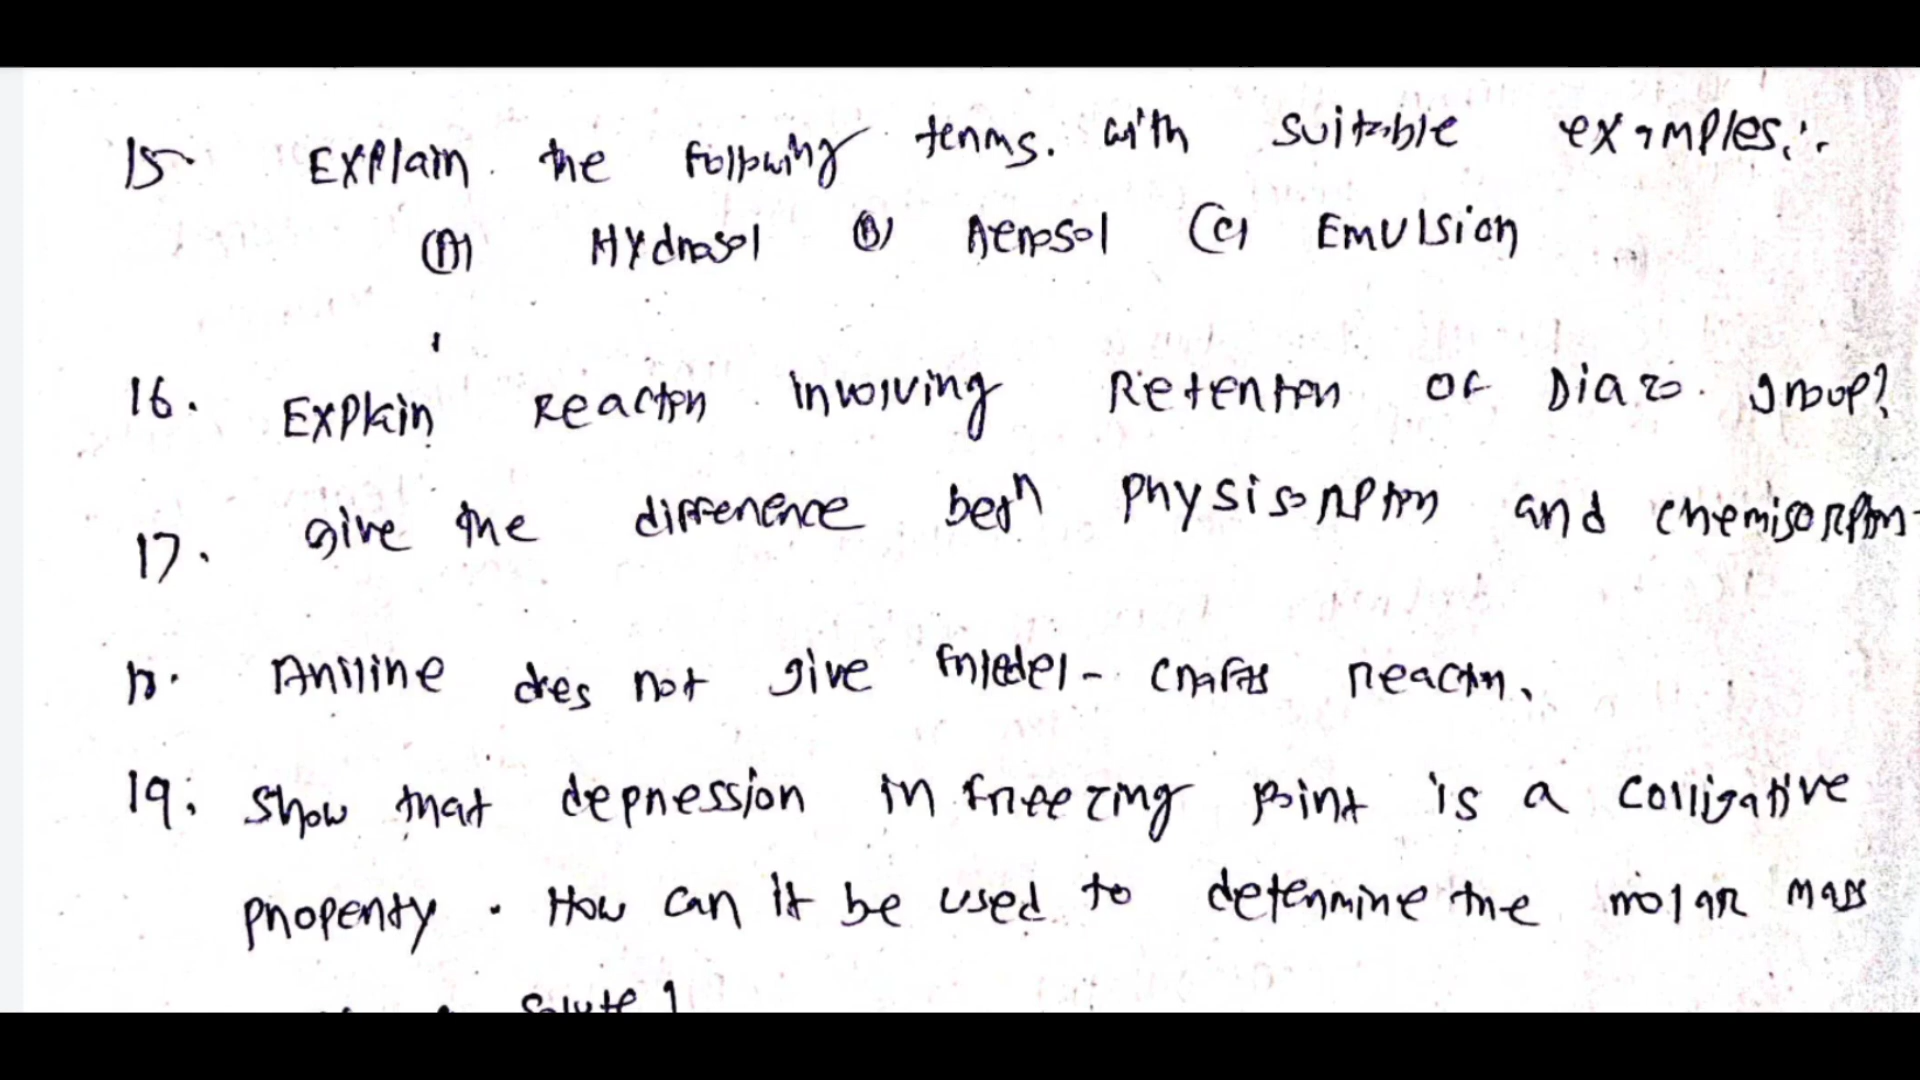 15. Explain the following terms. with suitable examples:
(A) Hydrosol (B) Aerosol (C) Emulsion
16. Explain Reaction involving Retention of Diazo group?
17. Give the difference betn physisorption and chemisorption
18. Aniline does not give friedel-crafts reaction.
19. Show that depression in freezing point is a colligative
property. How can it be used to determine the molar mass
solute